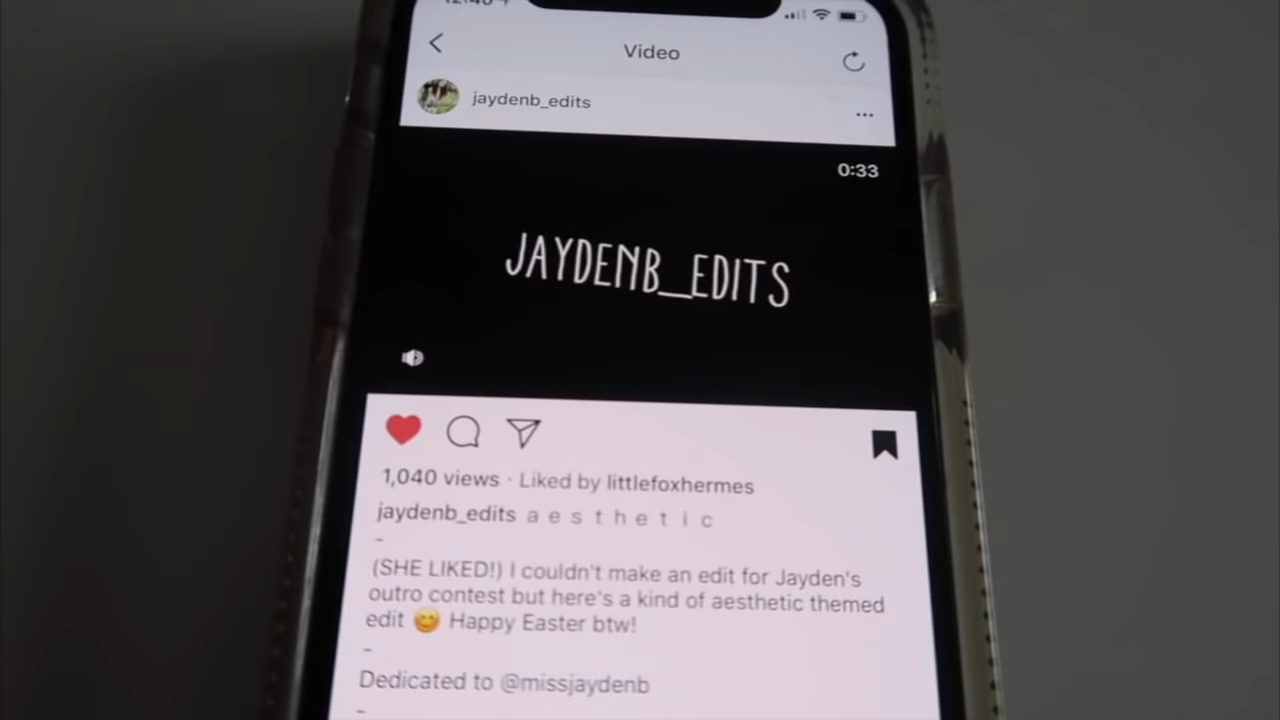 Video
jaydenb_edits
...
0:33
JAYDENB_EDITS
1,040 views · Liked by littlefoxhermes
jaydenb_edits a e s t h e t i c
-
(SHE LIKED!) I couldn't make an edit for Jayden's
outro contest but here's a kind of aesthetic themed
edit 😊 Happy Easter btw!
-
Dedicated to @missjaydenb
-